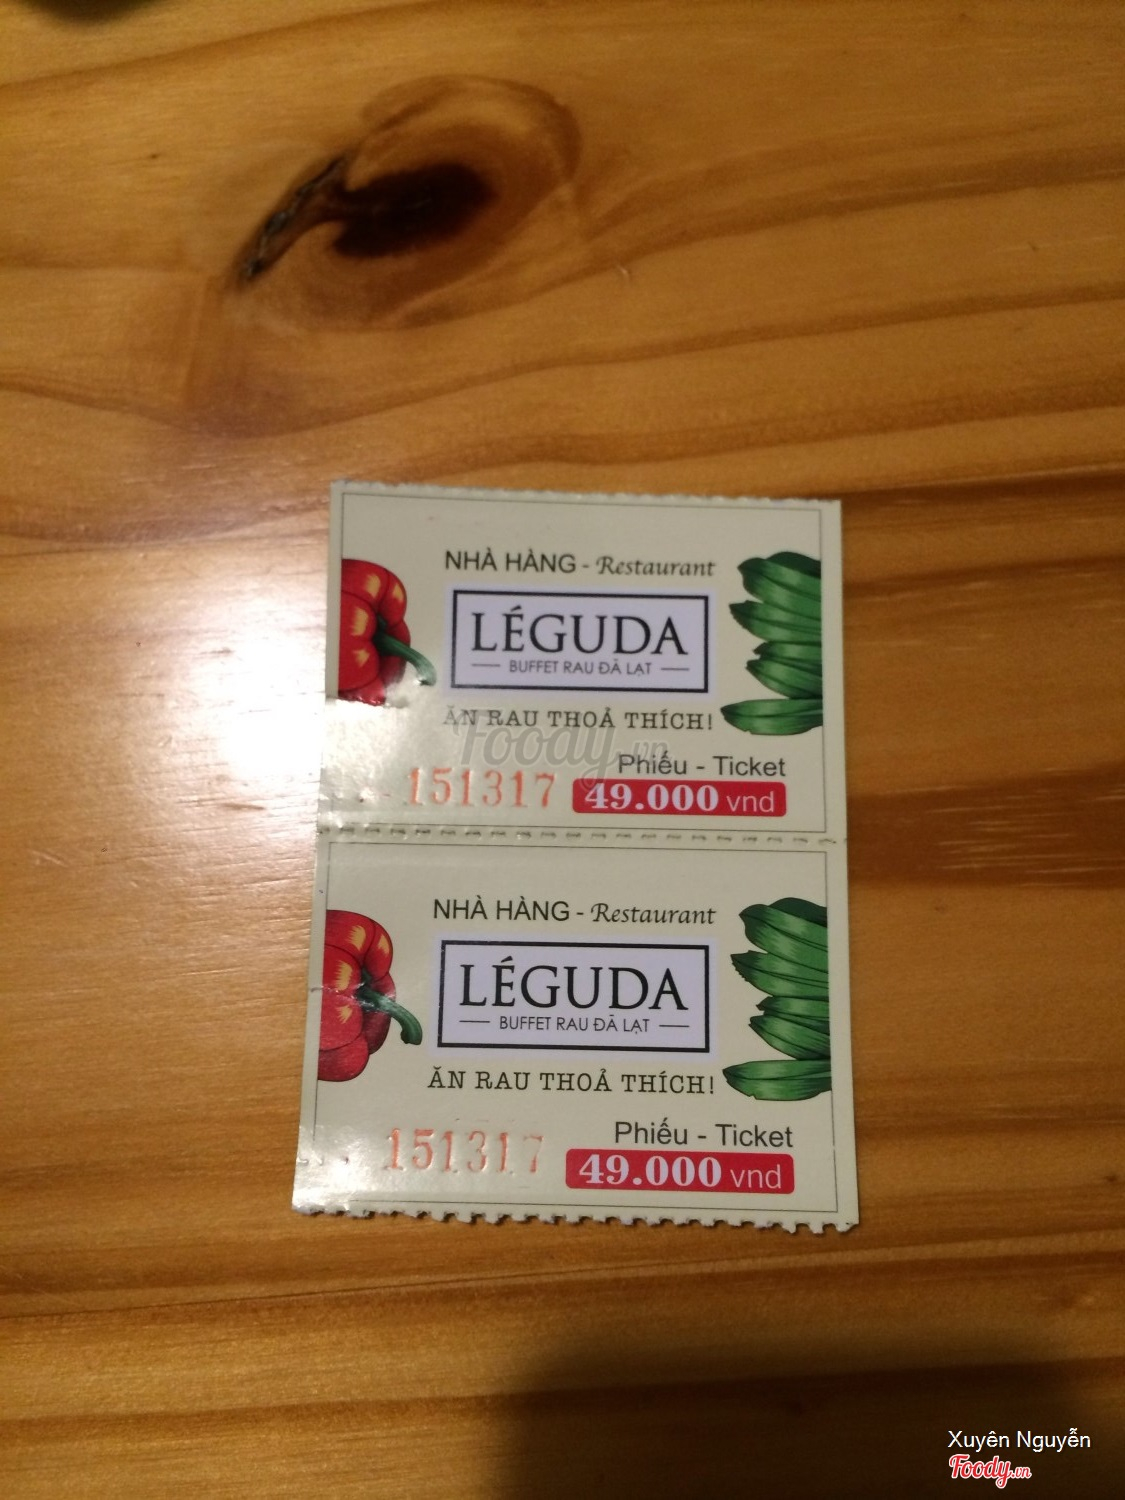 NHÀ HÀNG - Restaurant
LÉGUDA
BUFFET RAU ĐÀ LẠT
ĂN RAU THOẢ THÍCH!
Foody.vn
Phiếu - Ticket
151317
49.000 vnd
NHÀ HÀNG - Restaurant
LÉGUDA
BUFFET RAU ĐÀ LẠT
ĂN RAU THOẢ THÍCH!
Phiếu - Ticket
151317
49.000 vnd
Xuyên Nguyễn
Foody.vn